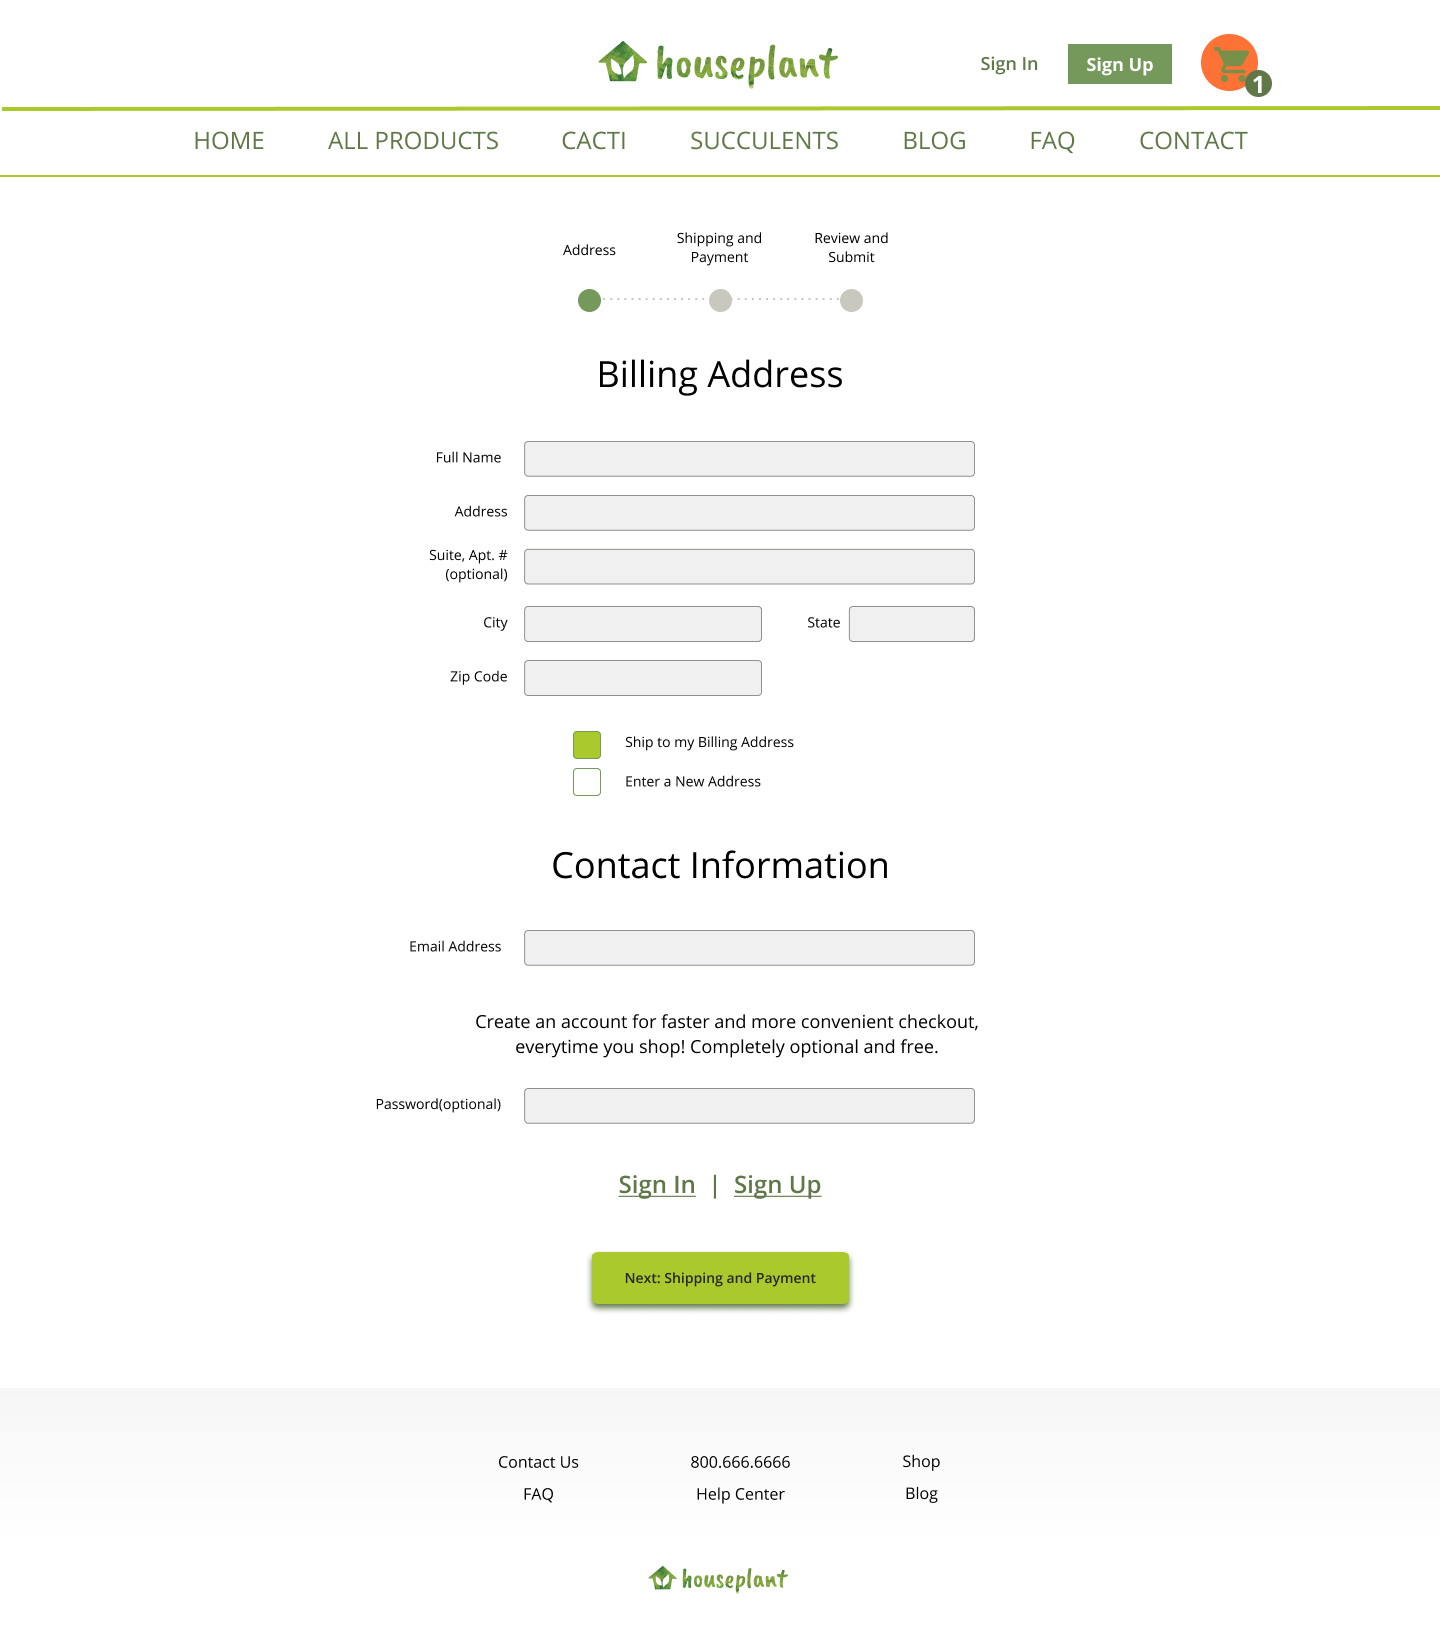 houseplant
Sign In
Sign Up
1
HOME ALL PRODUCTS CACTI SUCCULENTS BLOG FAQ CONTACT
Address
Shipping and
Payment
Review and
Submit
Billing Address
Full Name
Address
Suite, Apt. #
(optional)
City
State
Zip Code
Ship to my Billing Address
Enter a New Address
Contact Information
Email Address
Create an account for faster and more convenient checkout,
everytime you shop! Completely optional and free.
Password(optional)
Sign In | Sign Up
Next: Shipping and Payment
Contact Us 800.666.6666 Shop
FAQ Help Center Blog
houseplant